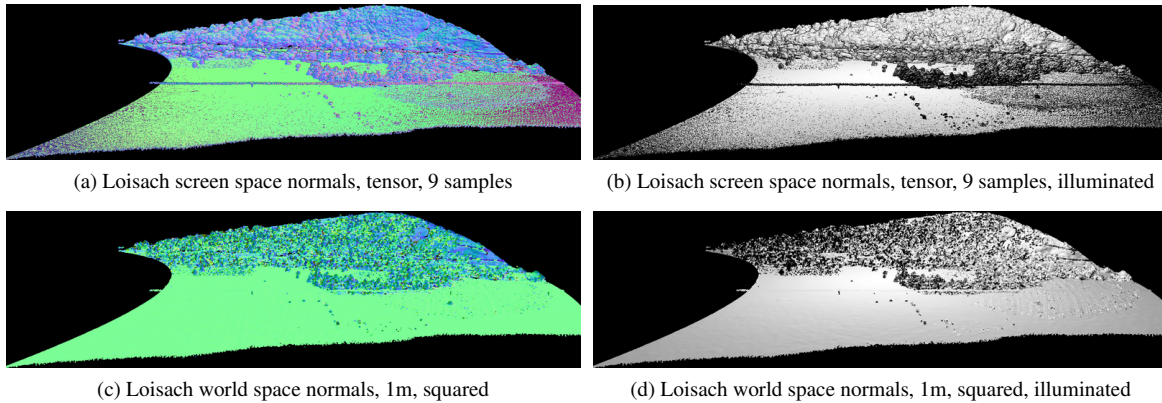 (a) Loisach screen space normals, tensor, 9 samples
(b) Loisach screen space normals, tensor, 9 samples, illuminated
(c) Loisach world space normals, 1m, squared
(d) Loisach world space normals, 1m, squared, illuminated